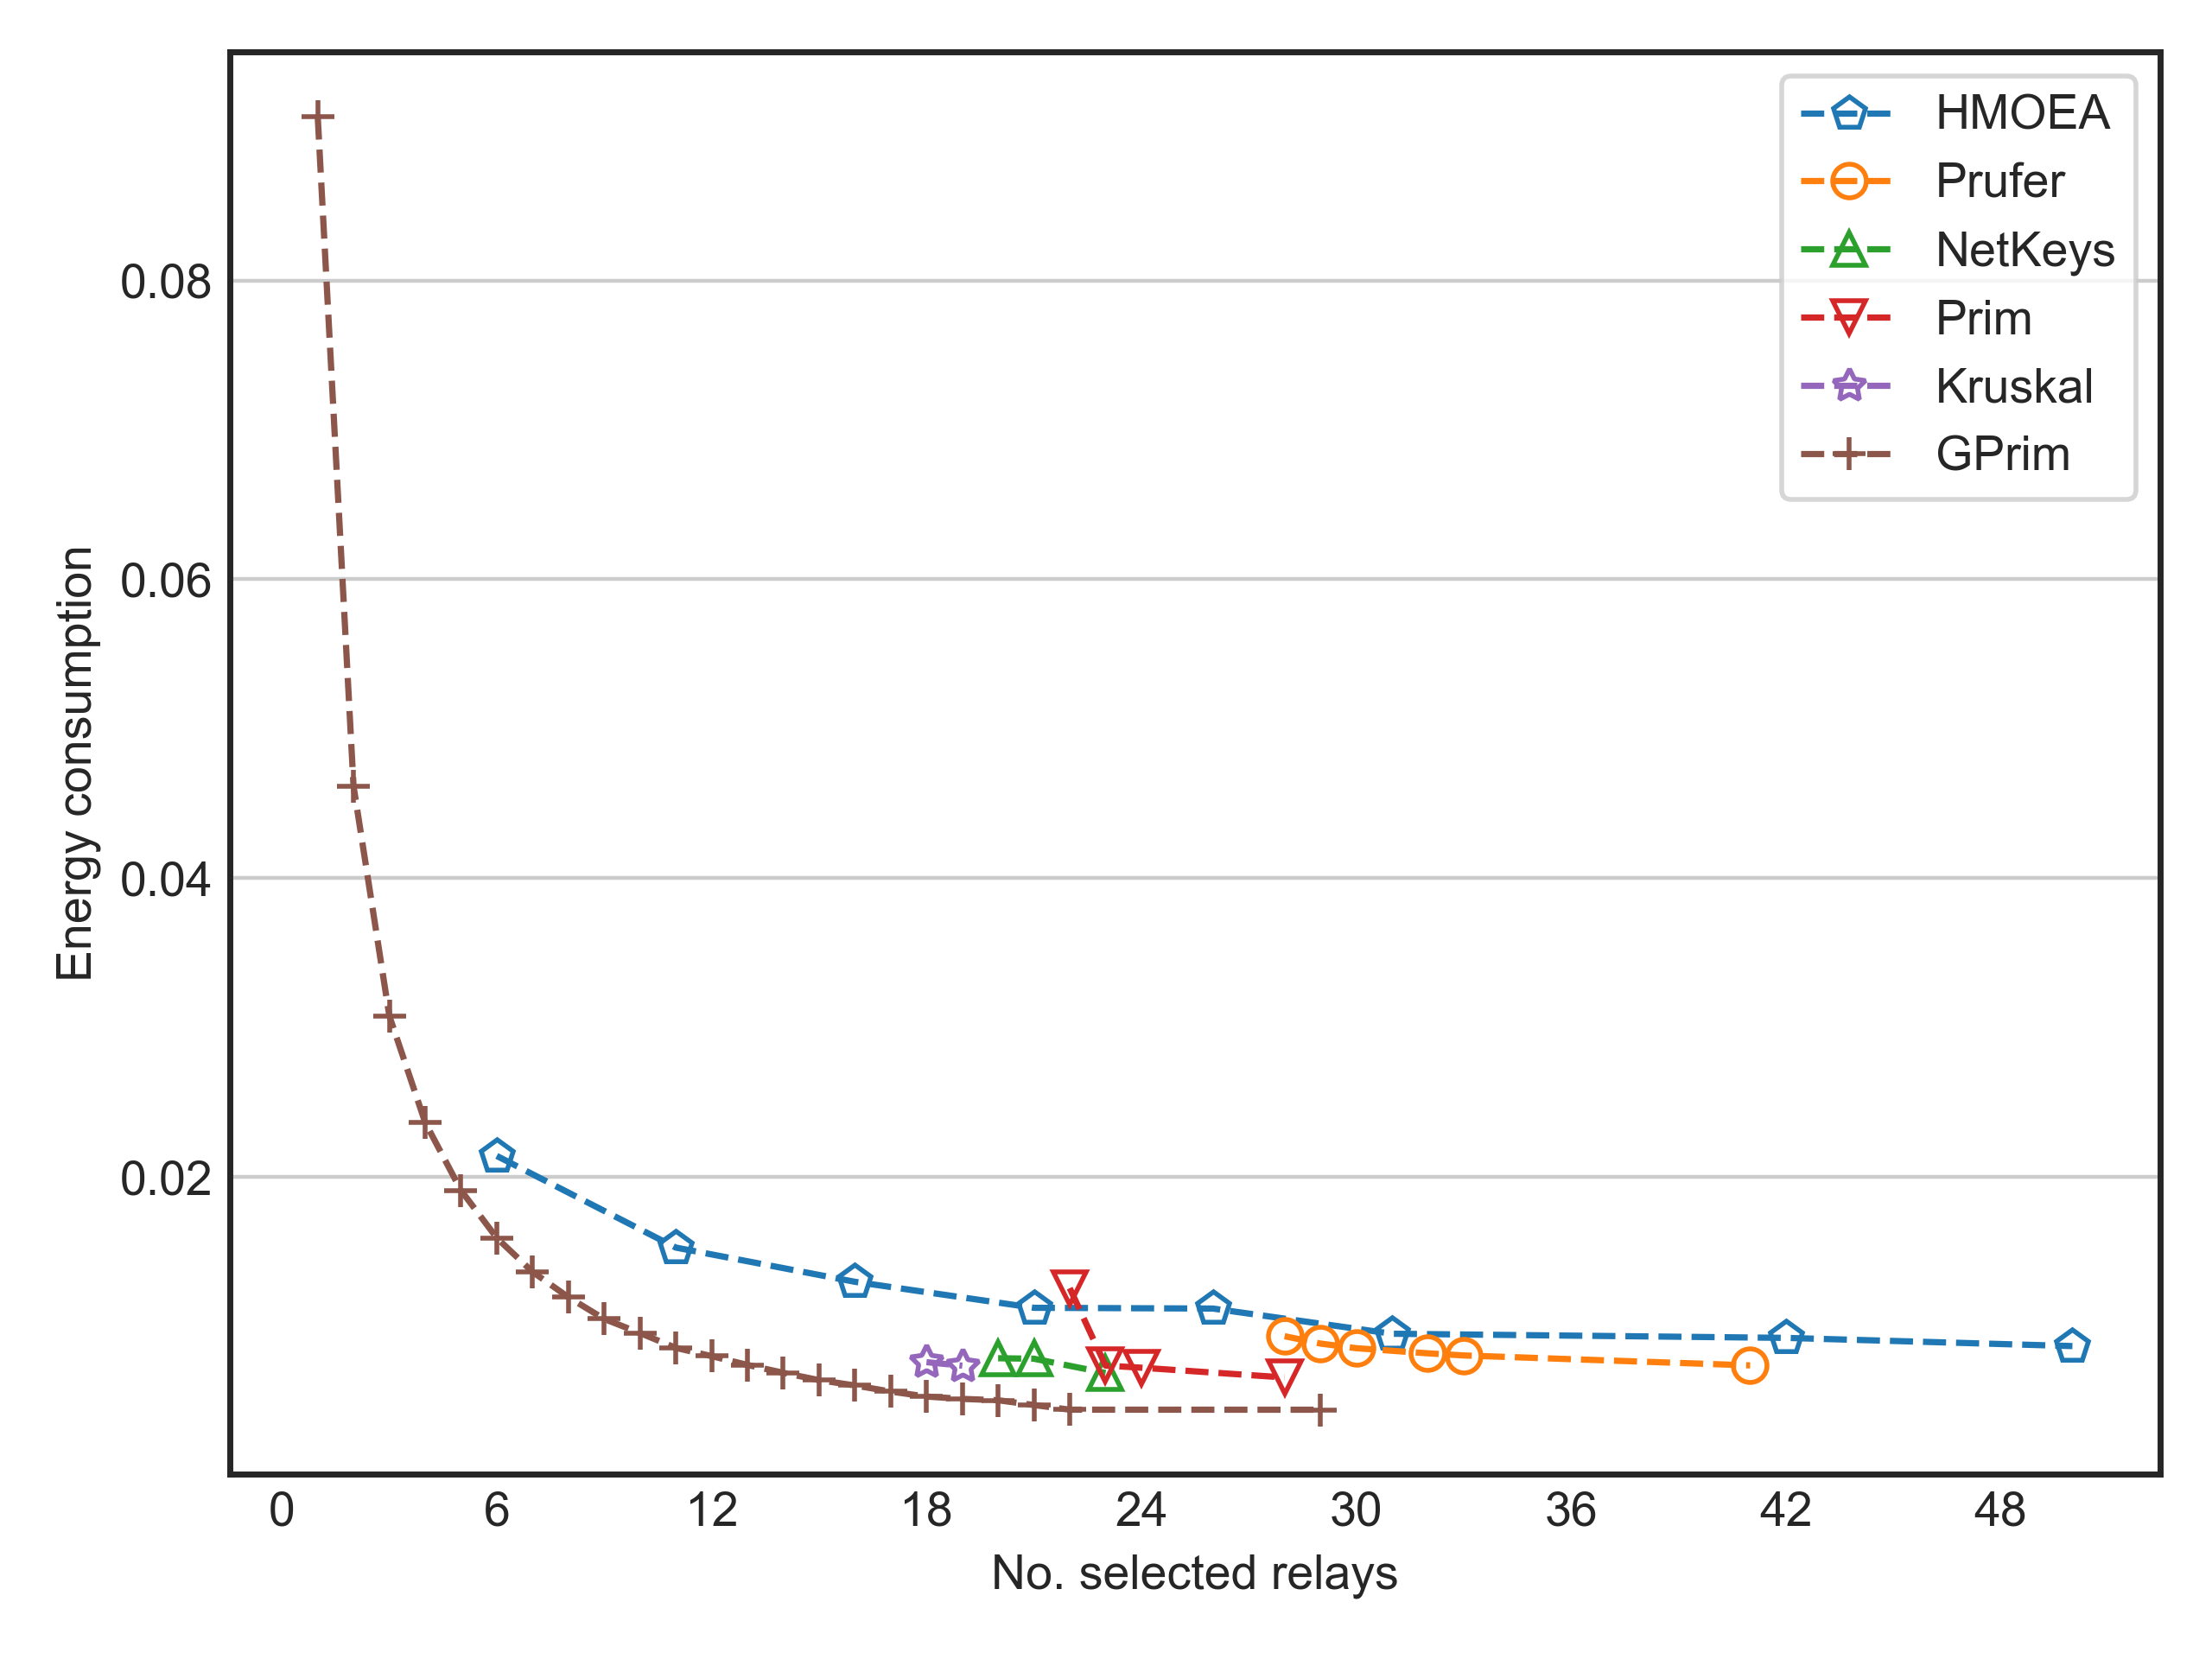 HMOEA
Prufer
NetKeys
Prim
Kruskal
GPrim
Energy consumption
0.08
0.06
0.04
0.02
0 6 12 18 24 30 36 42 48
No. selected relays